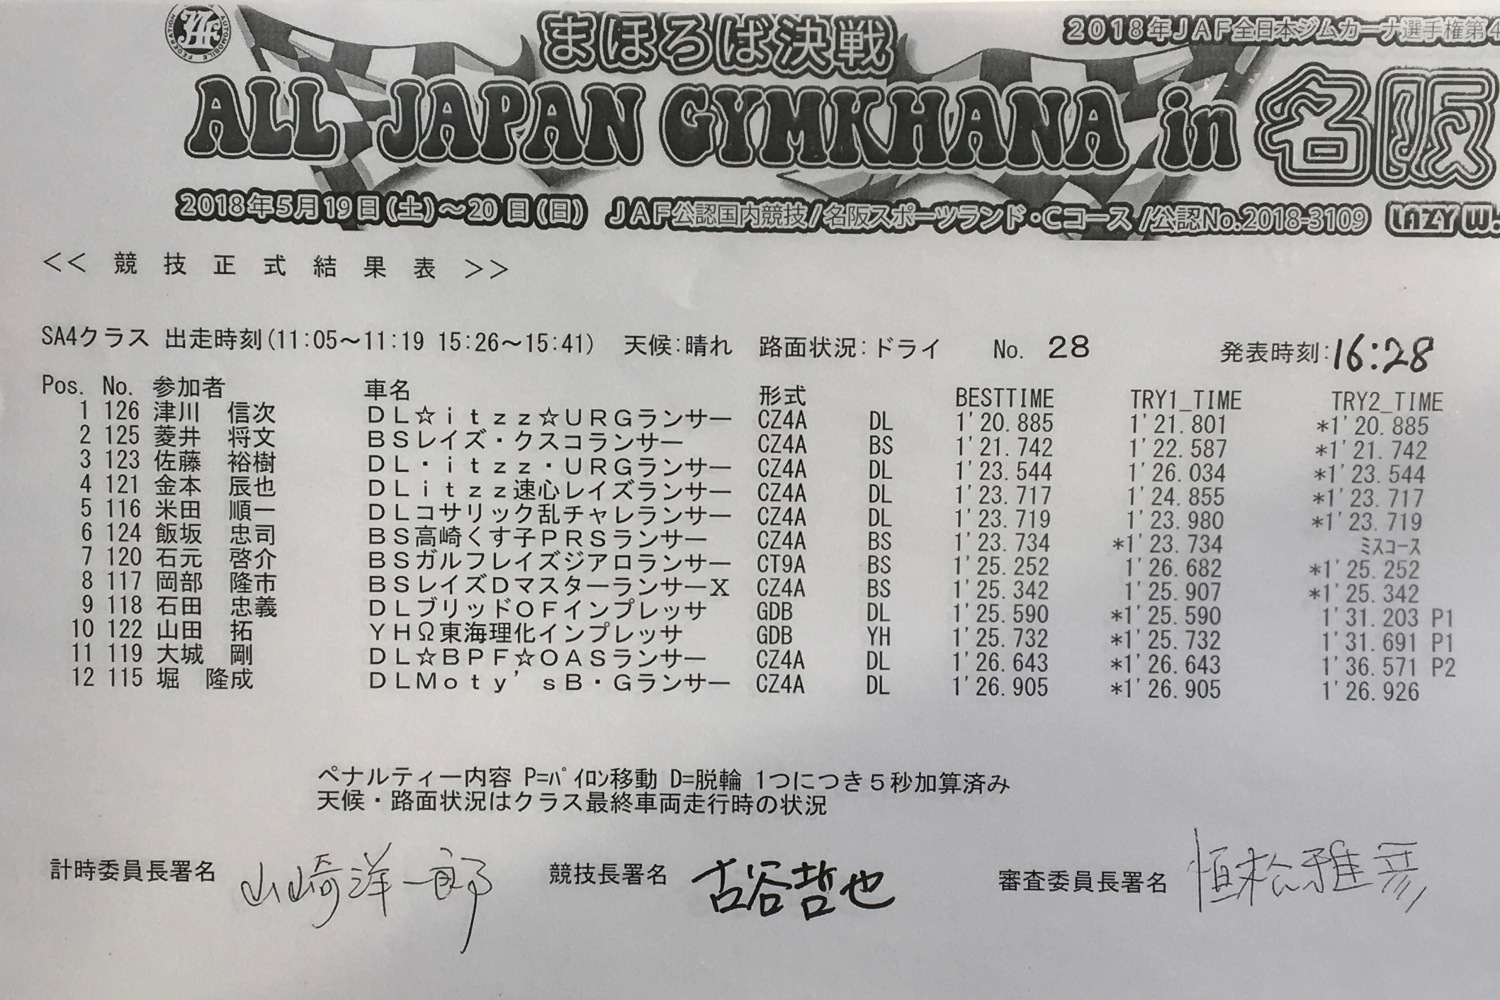 まほろば決戦
2018年JAF全日本ジムカーナ選手権第4
ALL JAPAN GYMKHANA in 名阪
2018年5月19日(土)～20日(日) JAF公認国内競技/名阪スポーツランド・Cコース/公認No.2018-3109 LAZY W.
<< 競技正式結果表 >>
SA4クラス 出走時刻(11:05～11:19 15:26～15:41) 天候:晴れ 路面状況:ドライ No. 28 発表時刻:16:28
Pos. No. 参加者 車名 形式 BESTTIME TRY1_TIME TRY2_TIME
1 126 津川 信次 DL☆itzz☆URGランサー CZ4A DL 1'20.885 1'21.801 *1'20.885
2 125 菱井 将文 BSレイズ・クスコランサー CZ4A BS 1'21.742 1'22.587 *1'21.742
3 123 佐藤 裕樹 DL・itzz・URGランサー CZ4A DL 1'23.544 1'26.034 *1'23.544
4 121 金本 辰也 DLitzz速心レイズランサー CZ4A DL 1'23.717 1'24.855 *1'23.717
5 116 米田 順一 DLコサリック乱チャレランサー CZ4A DL 1'23.719 1'23.980 *1'23.719
6 124 飯坂 忠司 BS高崎くす子PRSランサー CZ4A BS 1'23.734 *1'23.734 ミスコース
7 120 石元 啓介 BSガルフレイズジアロランサー CT9A BS 1'25.252 1'26.682 *1'25.252
8 117 岡部 隆市 BSレイズDマスターランサーX CZ4A BS 1'25.342 1'25.907 *1'25.342
9 118 石田 忠義 DLブリッドOFインプレッサ GDB DL 1'25.590 *1'25.590 1'31.203 P1
10 122 山田 拓 YHΩ東海理化インプレッサ GDB YH 1'25.732 *1'25.732 1'31.691 P1
11 119 大城 剛 DL☆BPF☆OASランサー CZ4A DL 1'26.643 *1'26.643 1'36.571 P2
12 115 堀 隆成 DLMoty'sB・Gランサー CZ4A DL 1'26.905 *1'26.905 1'26.926
ペナルティー内容 P=ﾊﾟｲﾛﾝ移動 D=脱輪 1つにつき5秒加算済み
天候・路面状況はクラス最終車両走行時の状況
計時委員長署名 山崎洋一郎 競技長署名 古谷哲也 審査委員長署名 恒松雅彦